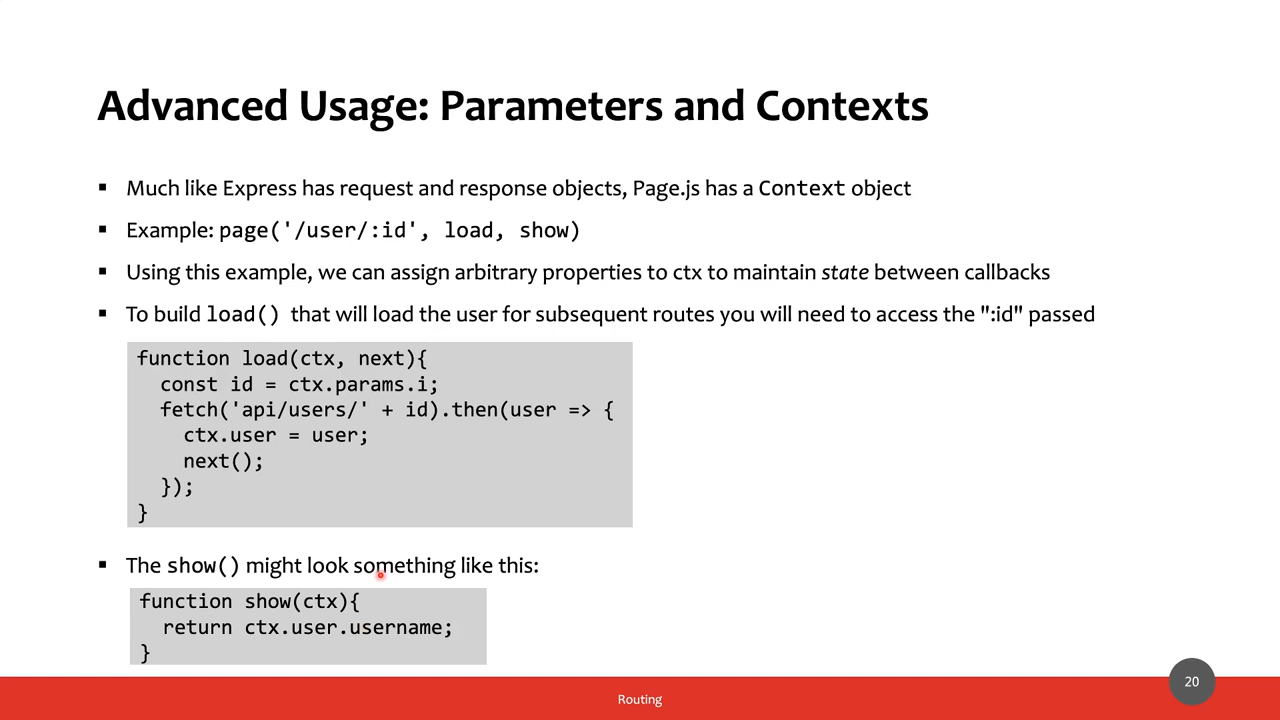 Advanced Usage: Parameters and Contexts
▪ Much like Express has request and response objects, Page.js has a Context object
▪ Example: page('/user/:id', load, show)
▪ Using this example, we can assign arbitrary properties to ctx to maintain state between callbacks
▪ To build load() that will load the user for subsequent routes you will need to access the ":id" passed
function load(ctx, next){
  const id = ctx.params.i;
  fetch('api/users/' + id).then(user => {
    ctx.user = user;
    next();
  });
}
▪ The show() might look something like this:
function show(ctx){
  return ctx.user.username;
}
20
Routing